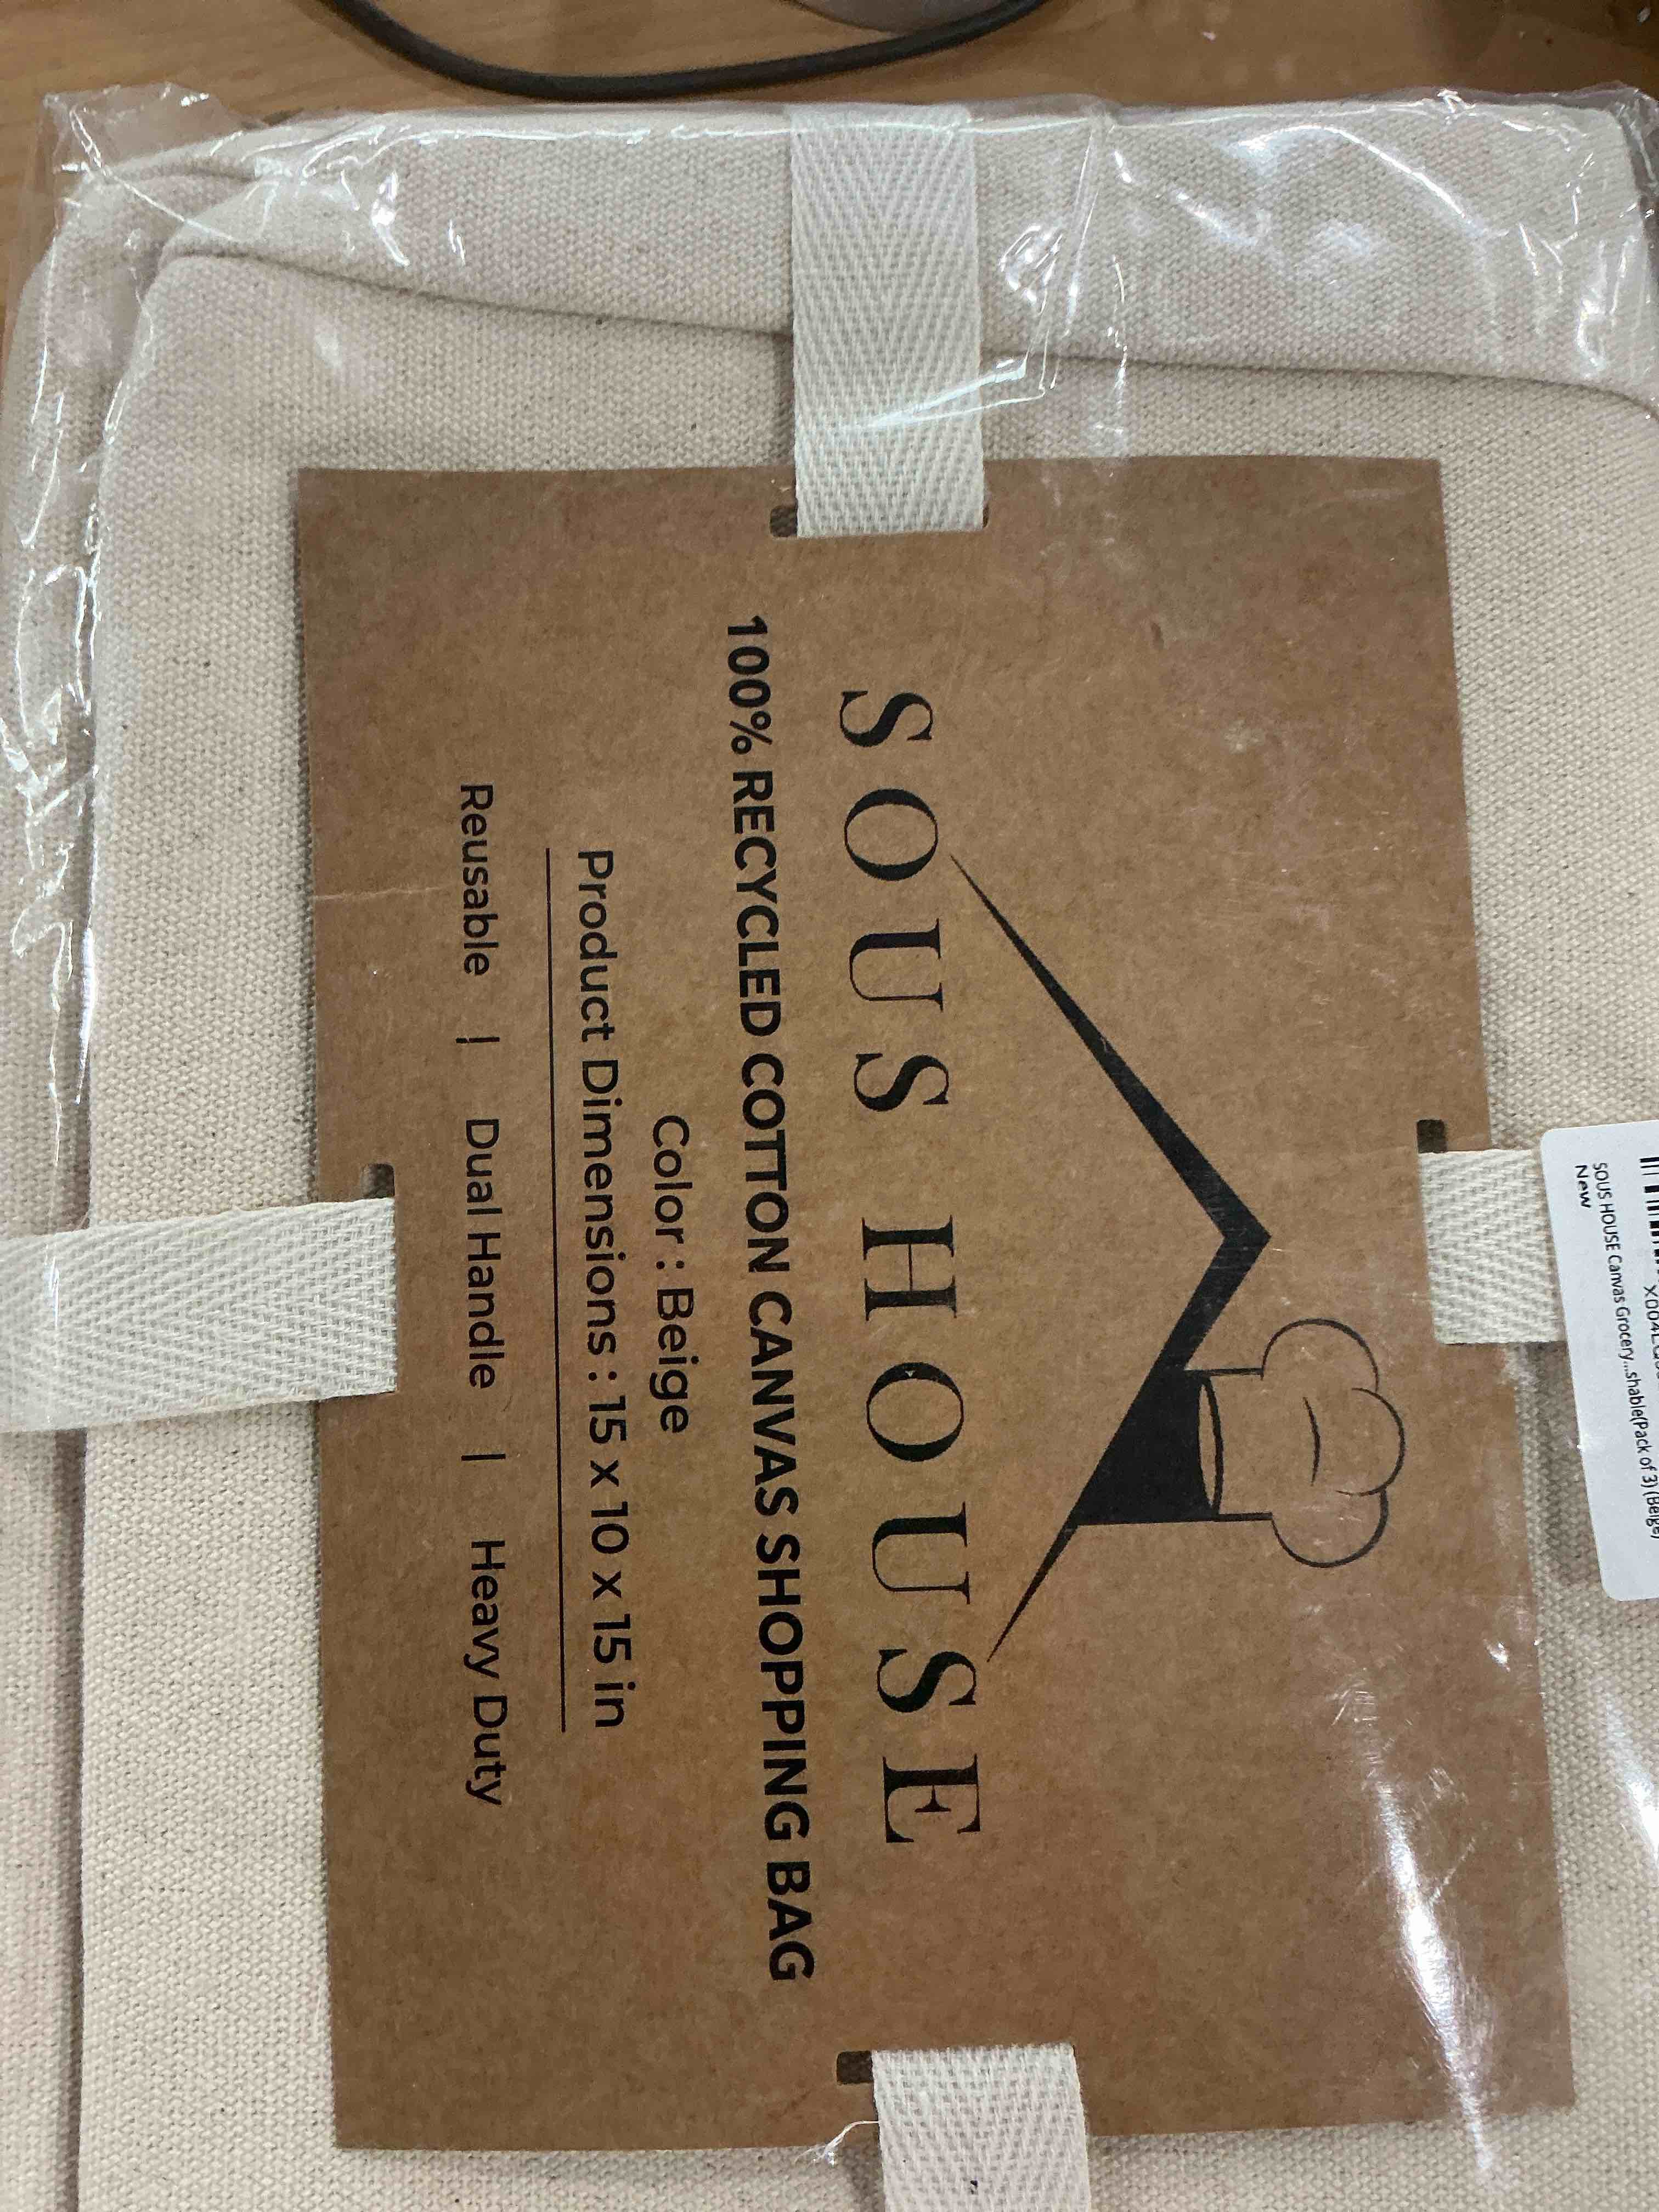 SOUS HOUSE
100% RECYCLED COTTON CANVAS SHOPPING BAG
Color : Beige
Product Dimensions : 15 x 10 x 15 in
Reusable | Dual Handle | Heavy Duty
SOUS HOUSE Canvas Grocery...shable(Pack of 3) (Beige)
New